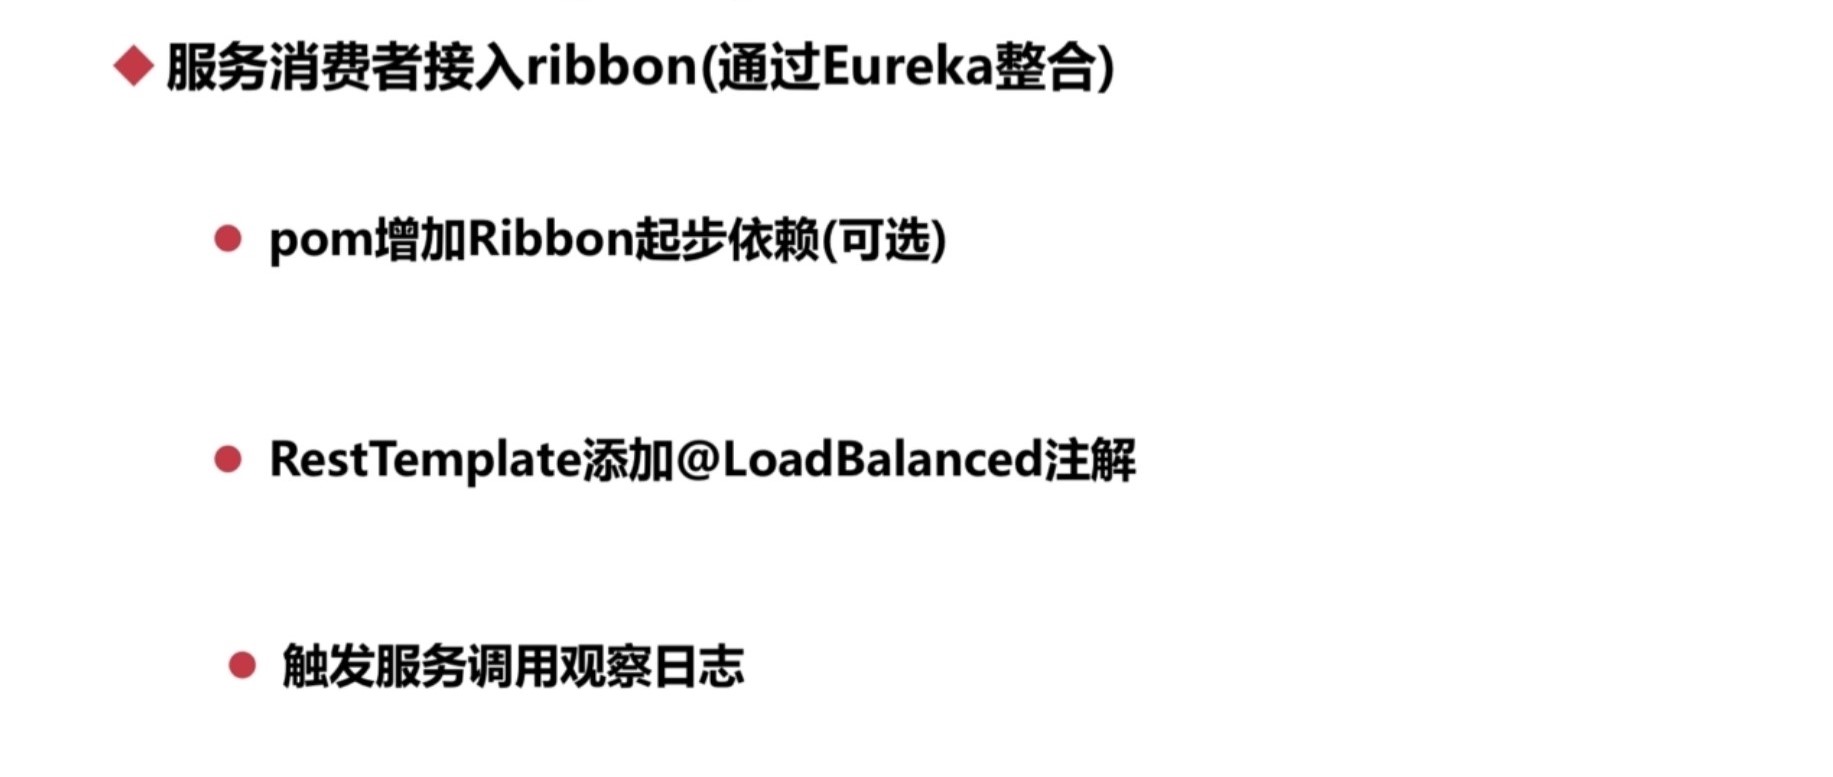 服务消费者接入ribbon(通过Eureka整合)
pom增加Ribbon起步依赖(可选)
RestTemplate添加@LoadBalanced注解
触发服务调用观察日志